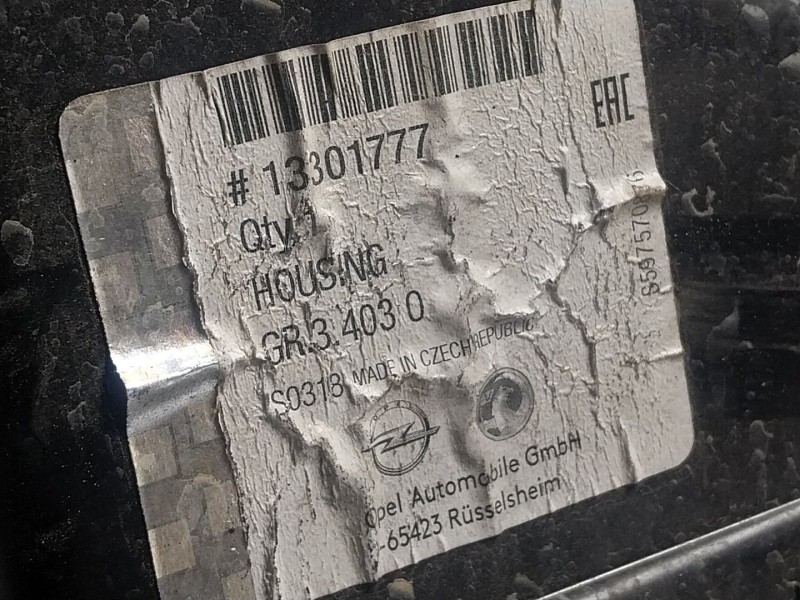 EAC
# 13301777
Qty 1
HOUSING
GR.3.403 0
S0318 MADE IN CZECH REPUBLIC
Opel Automobile GmbH
-65423 Rüsselsheim